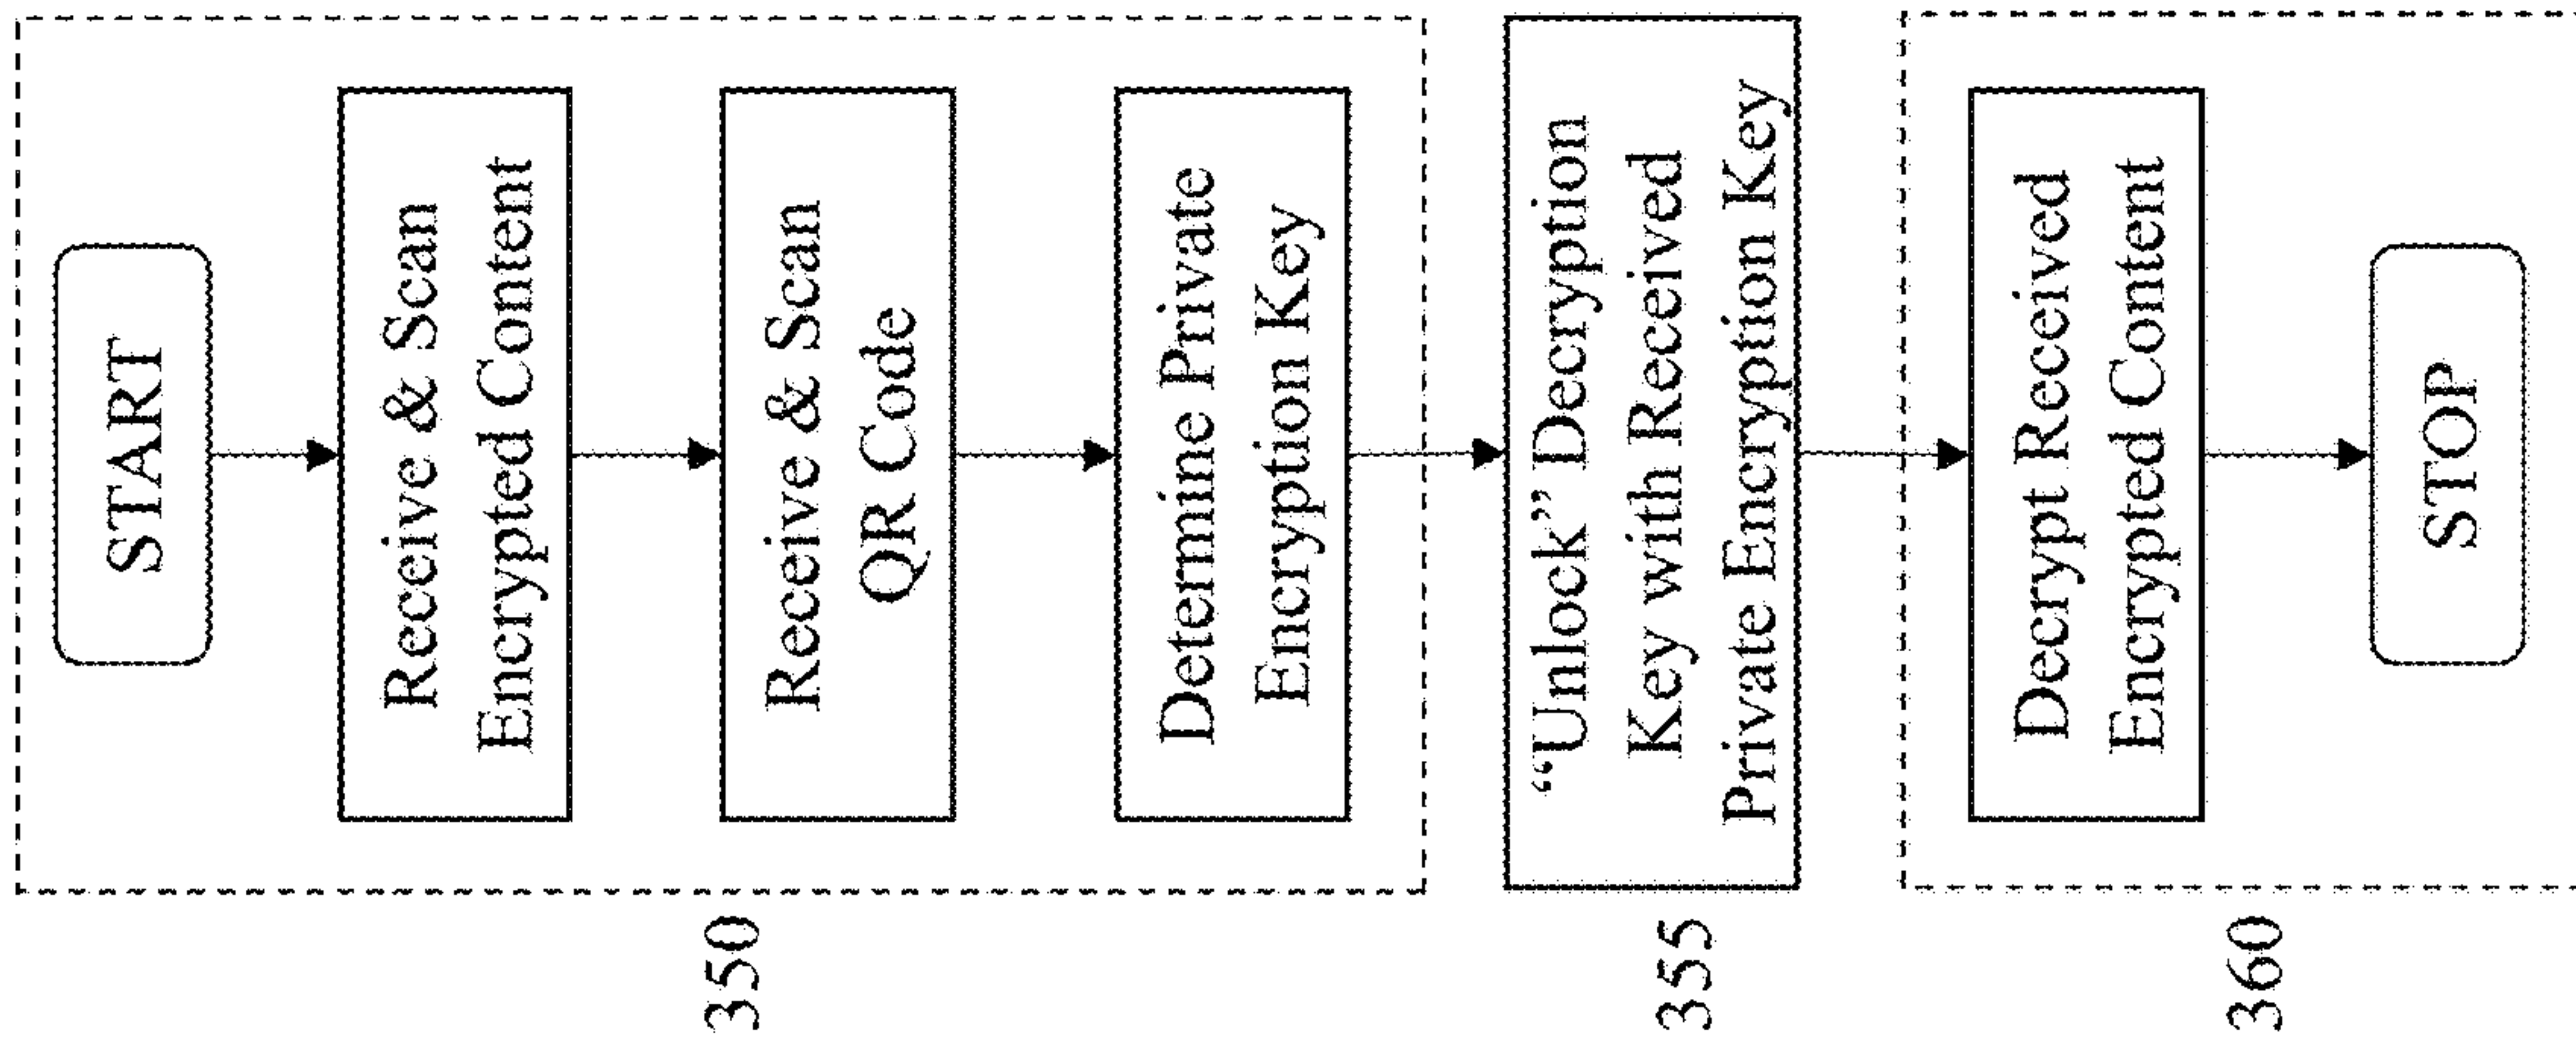 START
Receive & Scan
Encrypted Content
Receive & Scan
QR Code
Determine Private
Encryption Key
350
“Unlock” Decryption
Key with Received
Private Encryption Key
355
Decrypt Received
Encrypted Content
STOP
360